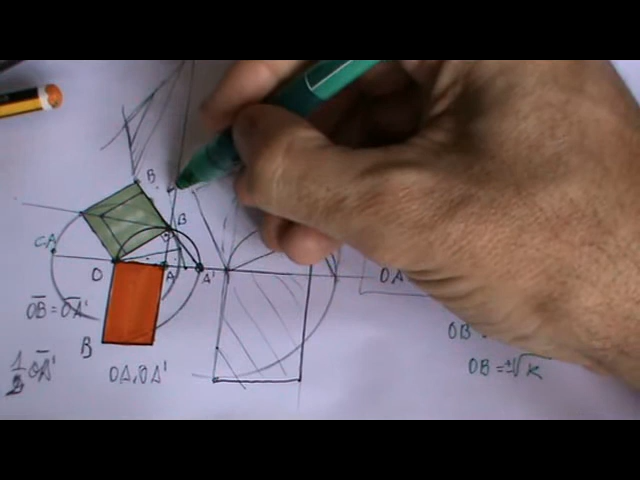 B
B
CA
O
A
A'
OA
OB = OA'
B
OB =
½ OA'
OA.OA'
OB = ±√K